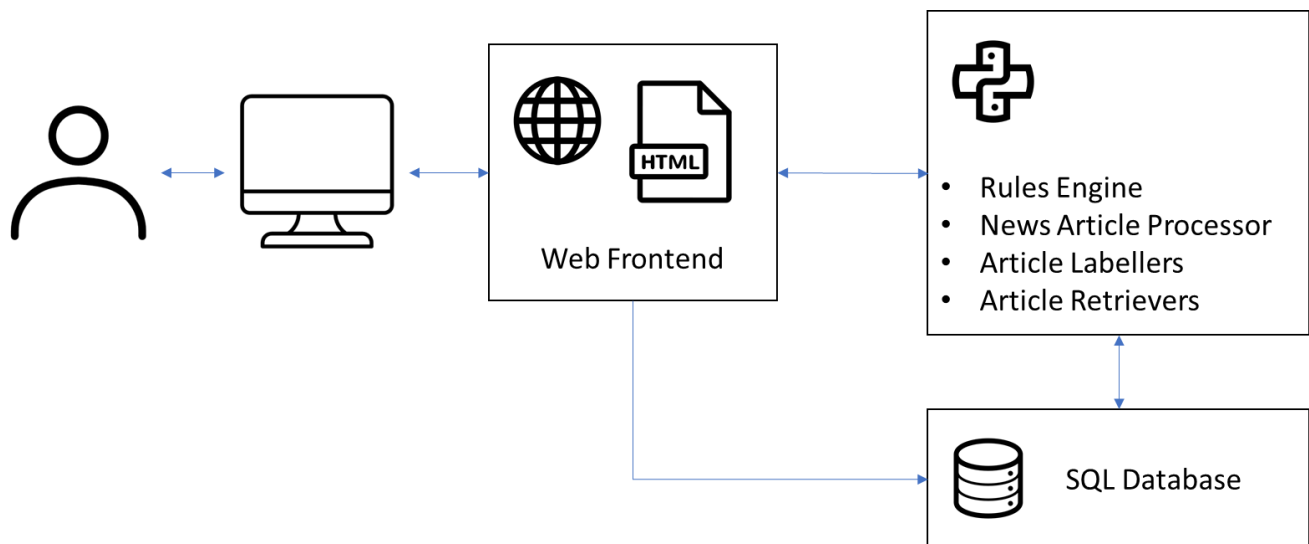 HTML
Web Frontend
• Rules Engine
• News Article Processor
• Article Labellers
• Article Retrievers
SQL Database